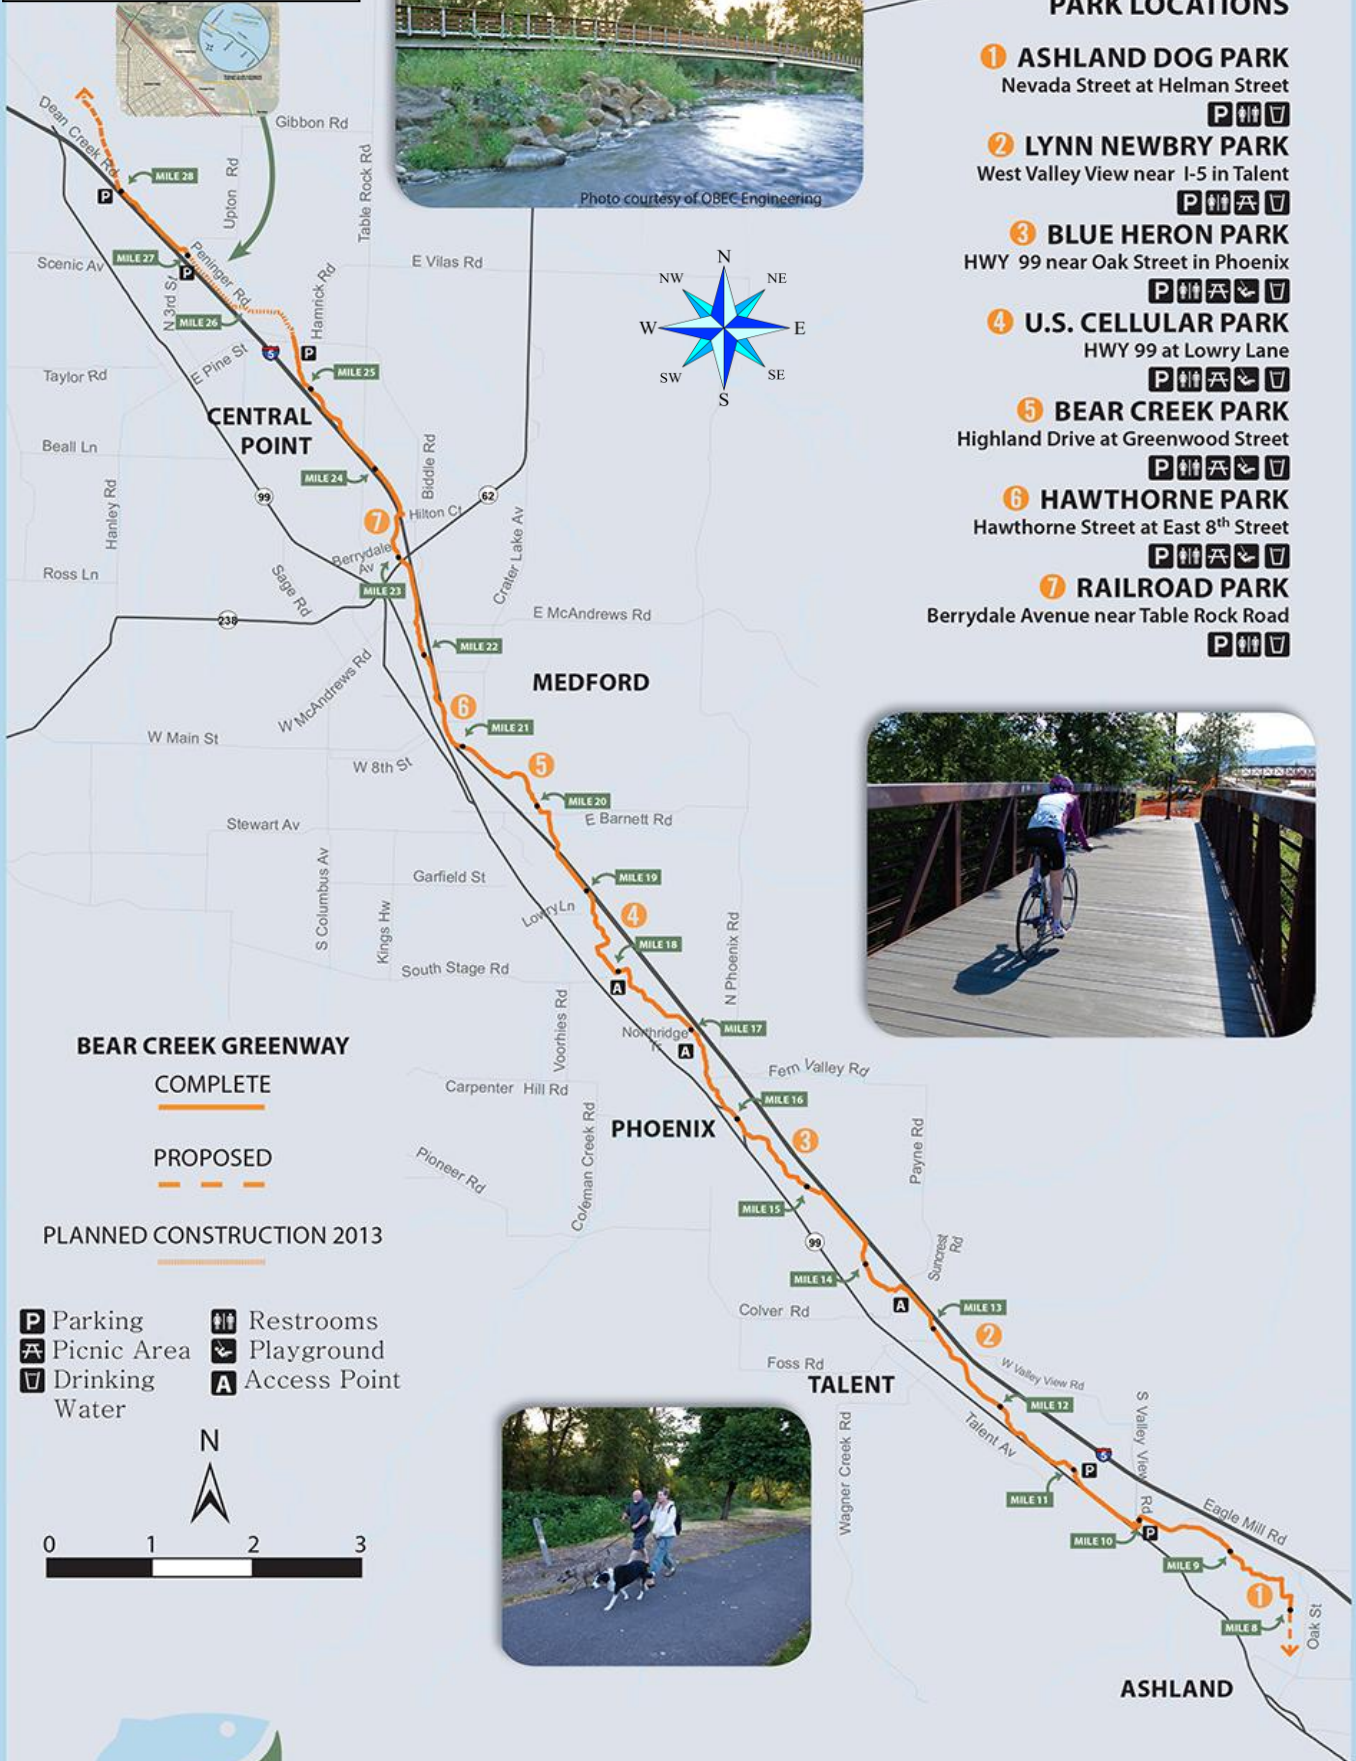 PARK LOCATIONS
1 ASHLAND DOG PARK
Nevada Street at Helman Street
P
2 LYNN NEWBRY PARK
West Valley View near I-5 in Talent
P
3 BLUE HERON PARK
HWY 99 near Oak Street in Phoenix
P
4 U.S. CELLULAR PARK
HWY 99 at Lowry Lane
P
5 BEAR CREEK PARK
Highland Drive at Greenwood Street
P
6 HAWTHORNE PARK
Hawthorne Street at East 8th Street
P
7 RAILROAD PARK
Berrydale Avenue near Table Rock Road
P
Photo courtesy of OBEC Engineering
N
NW
NE
W
E
SW
SE
S
Dean Creek Rd
Gibbon Rd
MILE 28
P
Upton Rd
Table Rock Rd
Scenic Av
MILE 27
P
Peninger Rd
E Vilas Rd
N 3rd St
MILE 26
Hamrick Rd
E Pine St
5
P
Taylor Rd
MILE 25
CENTRAL
POINT
Beall Ln
Biddle Rd
MILE 24
Hanley Rd
99
62
7
Hilton Ct
Crater Lake Av
Berrydale
Av
Ross Ln
Sage Rd
MILE 23
238
E McAndrews Rd
MILE 22
W McAndrews Rd
MEDFORD
6
MILE 21
W Main St
W 8th St
5
MILE 20
E Barnett Rd
Stewart Av
S Columbus Av
Garfield St
MILE 19
Kings Hw
Lowry Ln
4
MILE 18
South Stage Rd
A
N Phoenix Rd
Voorhies Rd
Northridge
Tr
MILE 17
A
Fern Valley Rd
Carpenter Hill Rd
MILE 16
PHOENIX
3
Coleman Creek Rd
Payne Rd
Pioneer Rd
MILE 15
99
Suncrest
Rd
MILE 14
A
MILE 13
Colver Rd
2
Foss Rd
W Valley View Rd
TALENT
MILE 12
Wagner Creek Rd
Talent Av
S Valley View Rd
5
P
MILE 11
Eagle Mill Rd
MILE 10
P
MILE 9
1
MILE 8
Oak St
ASHLAND
BEAR CREEK GREENWAY
COMPLETE
PROPOSED
PLANNED CONSTRUCTION 2013
P Parking
Restrooms
Picnic Area
Playground
Drinking
Water
A Access Point
N
0 1 2 3